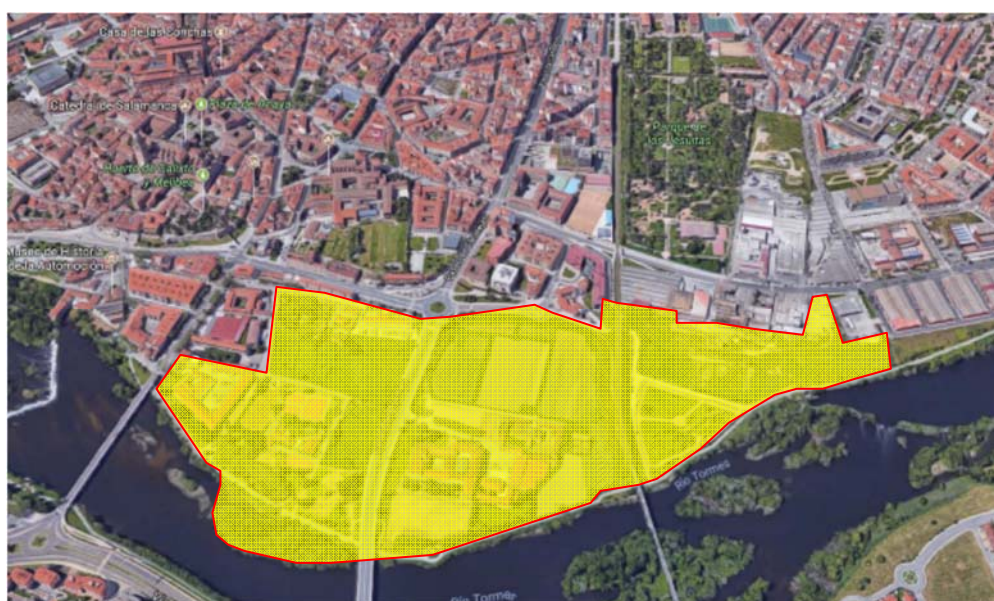 Casa de las Conchas
Catedral de Salamanca
Plaza de Anaya
Huerto de Calixto
y Melibea
Parque de
los Jesuitas
Museo de Historia
de la Automoción
Río Tormes
Río Tormes